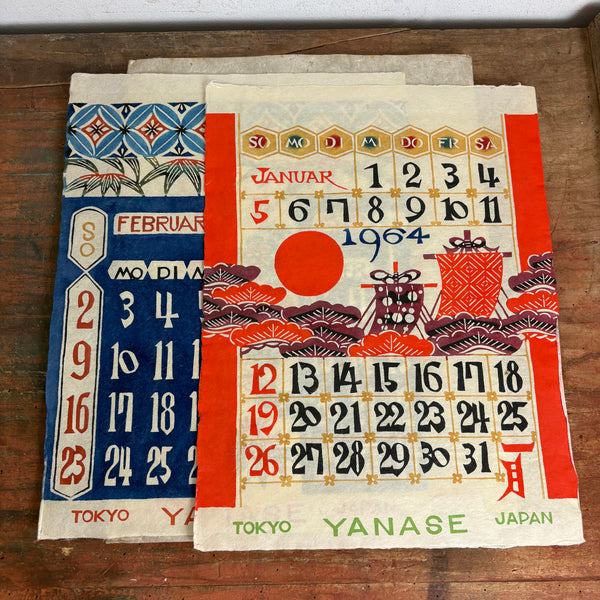 SO MO DI M DO FR SA
JANUAR 1 2 3 4
5 6 7 8 9 10 11
1964
12 13 14 15 16 17 18
19 20 21 22 23 24 25
26 27 28 29 30 31 一月
TOKYO YANASE JAPAN
SO FEBRUAR
MO DI M
2 3 4
9 10 11
16 17 18
23 24 25
TOKYO YA